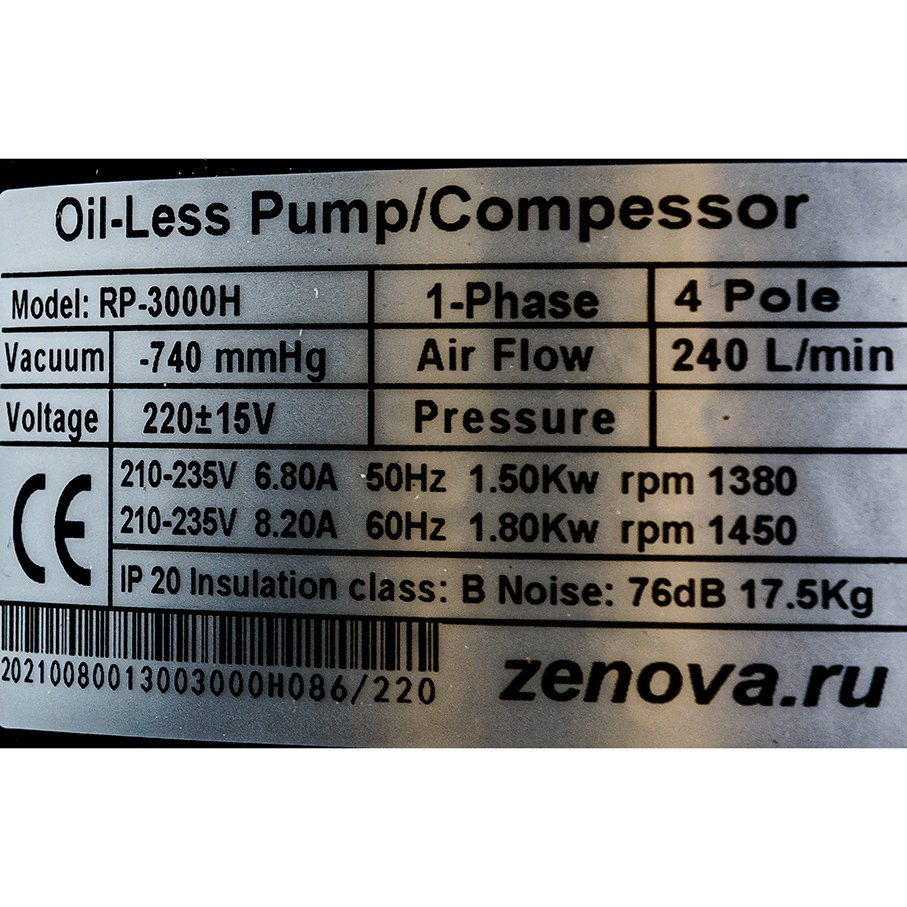 Oil-Less Pump/Compessor
Model: RP-3000H 1-Phase 4 Pole
Vacuum -740 mmHg Air Flow 240 L/min
Voltage 220±15V Pressure
CE 210-235V 6.80A 50Hz 1.50Kw rpm 1380
210-235V 8.20A 60Hz 1.80Kw rpm 1450
IP 20 Insulation class: B Noise: 76dB 17.5Kg
20210080013003000H086/220
zenova.ru